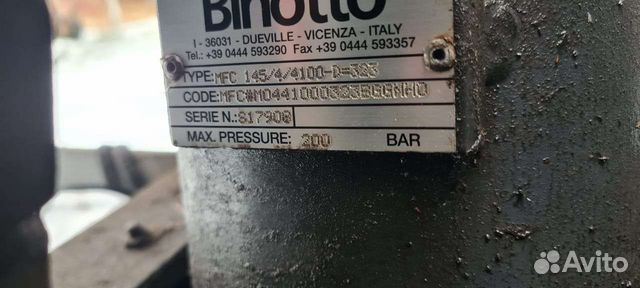 Binotto
I - 36031 - DUEVILLE - VICENZA - ITALY
Tel.: +39 0444 593290 Fax +39 0444 593357
TYPE: MFC 145/4/4100-D=323
CODE:
SERIE N.: S17908
MAX. PRESSURE: 200 BAR
Avito